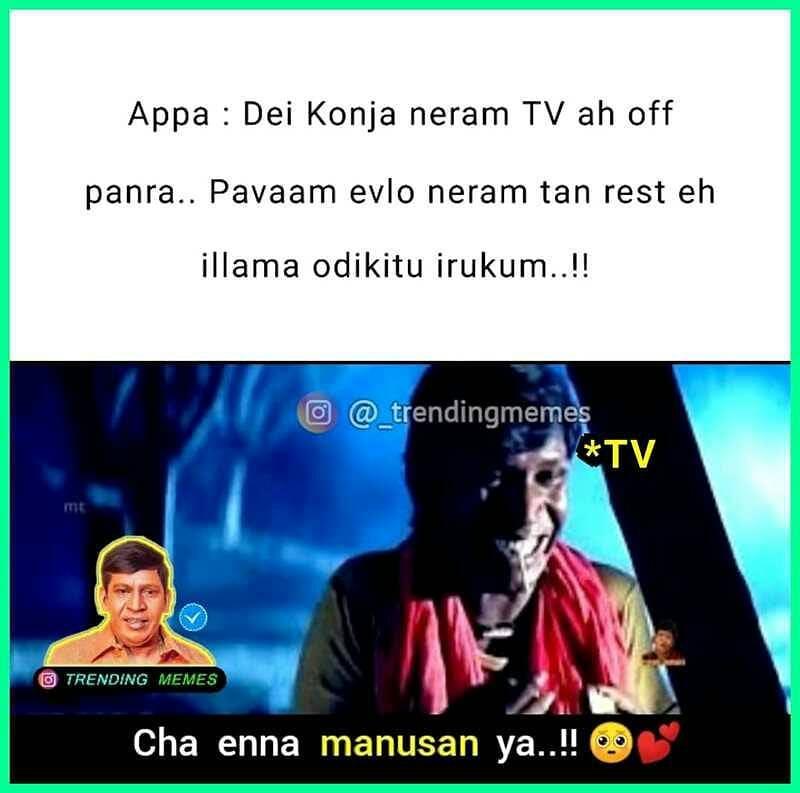 Appa : Dei Konja neram TV ah off
panra.. Pavaam evlo neram tan rest eh
illama odikitu irukum..!!
@_trendingmemes
*TV
mt
TRENDING MEMES
Cha enna manusan ya..!! 🥺💕